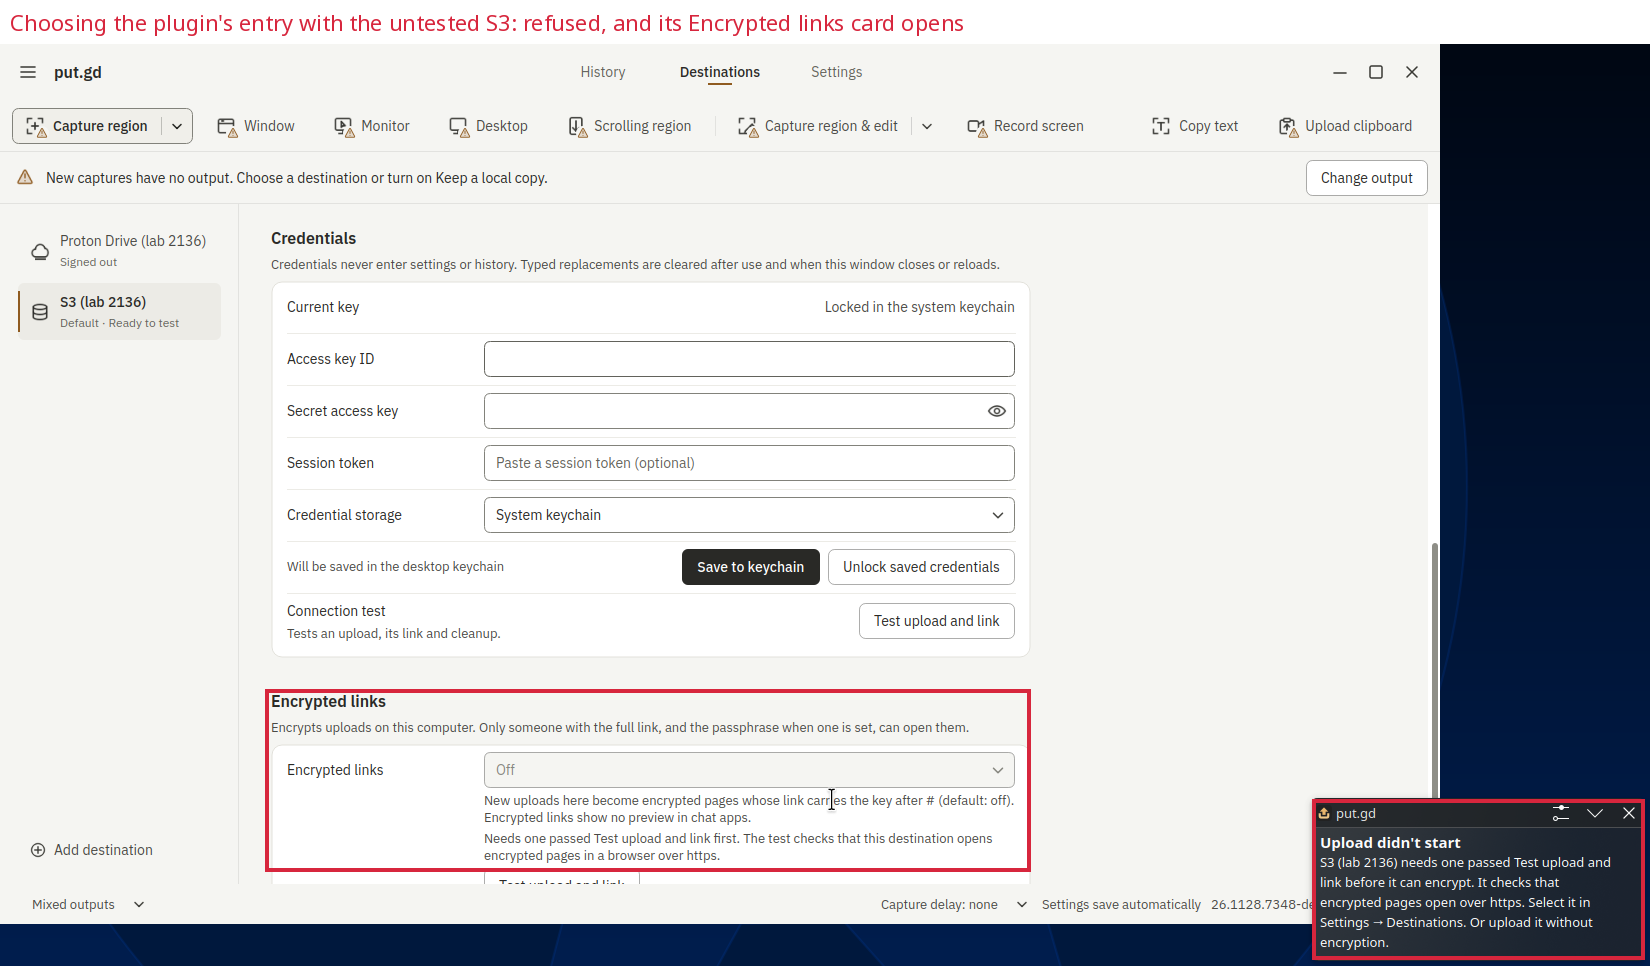 Choosing the plugin's entry with the untested S3: refused, and its Encrypted links card opens
put.gd
History
Destinations
Settings
Capture region
Window
Monitor
Desktop
Scrolling region
Capture region & edit
Record screen
Copy text
Upload clipboard
New captures have no output. Choose a destination or turn on Keep a local copy.
Change output
Proton Drive (lab 2136)
Signed out
S3 (lab 2136)
Default · Ready to test
Add destination
Credentials
Credentials never enter settings or history. Typed replacements are cleared after use and when this window closes or reloads.
Current key
Locked in the system keychain
Access key ID
Secret access key
Session token
Paste a session token (optional)
Credential storage
System keychain
Will be saved in the desktop keychain
Save to keychain
Unlock saved credentials
Connection test
Tests an upload, its link and cleanup.
Test upload and link
Encrypted links
Encrypts uploads on this computer. Only someone with the full link, and the passphrase when one is set, can open them.
Encrypted links
Off
New uploads here become encrypted pages whose link carries the key after # (default: off).
Encrypted links show no preview in chat apps.
Needs one passed Test upload and link first. The test checks that this destination opens
encrypted pages in a browser over https.
Test upload and link
Mixed outputs
Capture delay: none
Settings save automatically
26.1128.7348-de
put.gd
Upload didn't start
S3 (lab 2136) needs one passed Test upload and
link before it can encrypt. It checks that
encrypted pages open over https. Select it in
Settings → Destinations. Or upload it without
encryption.